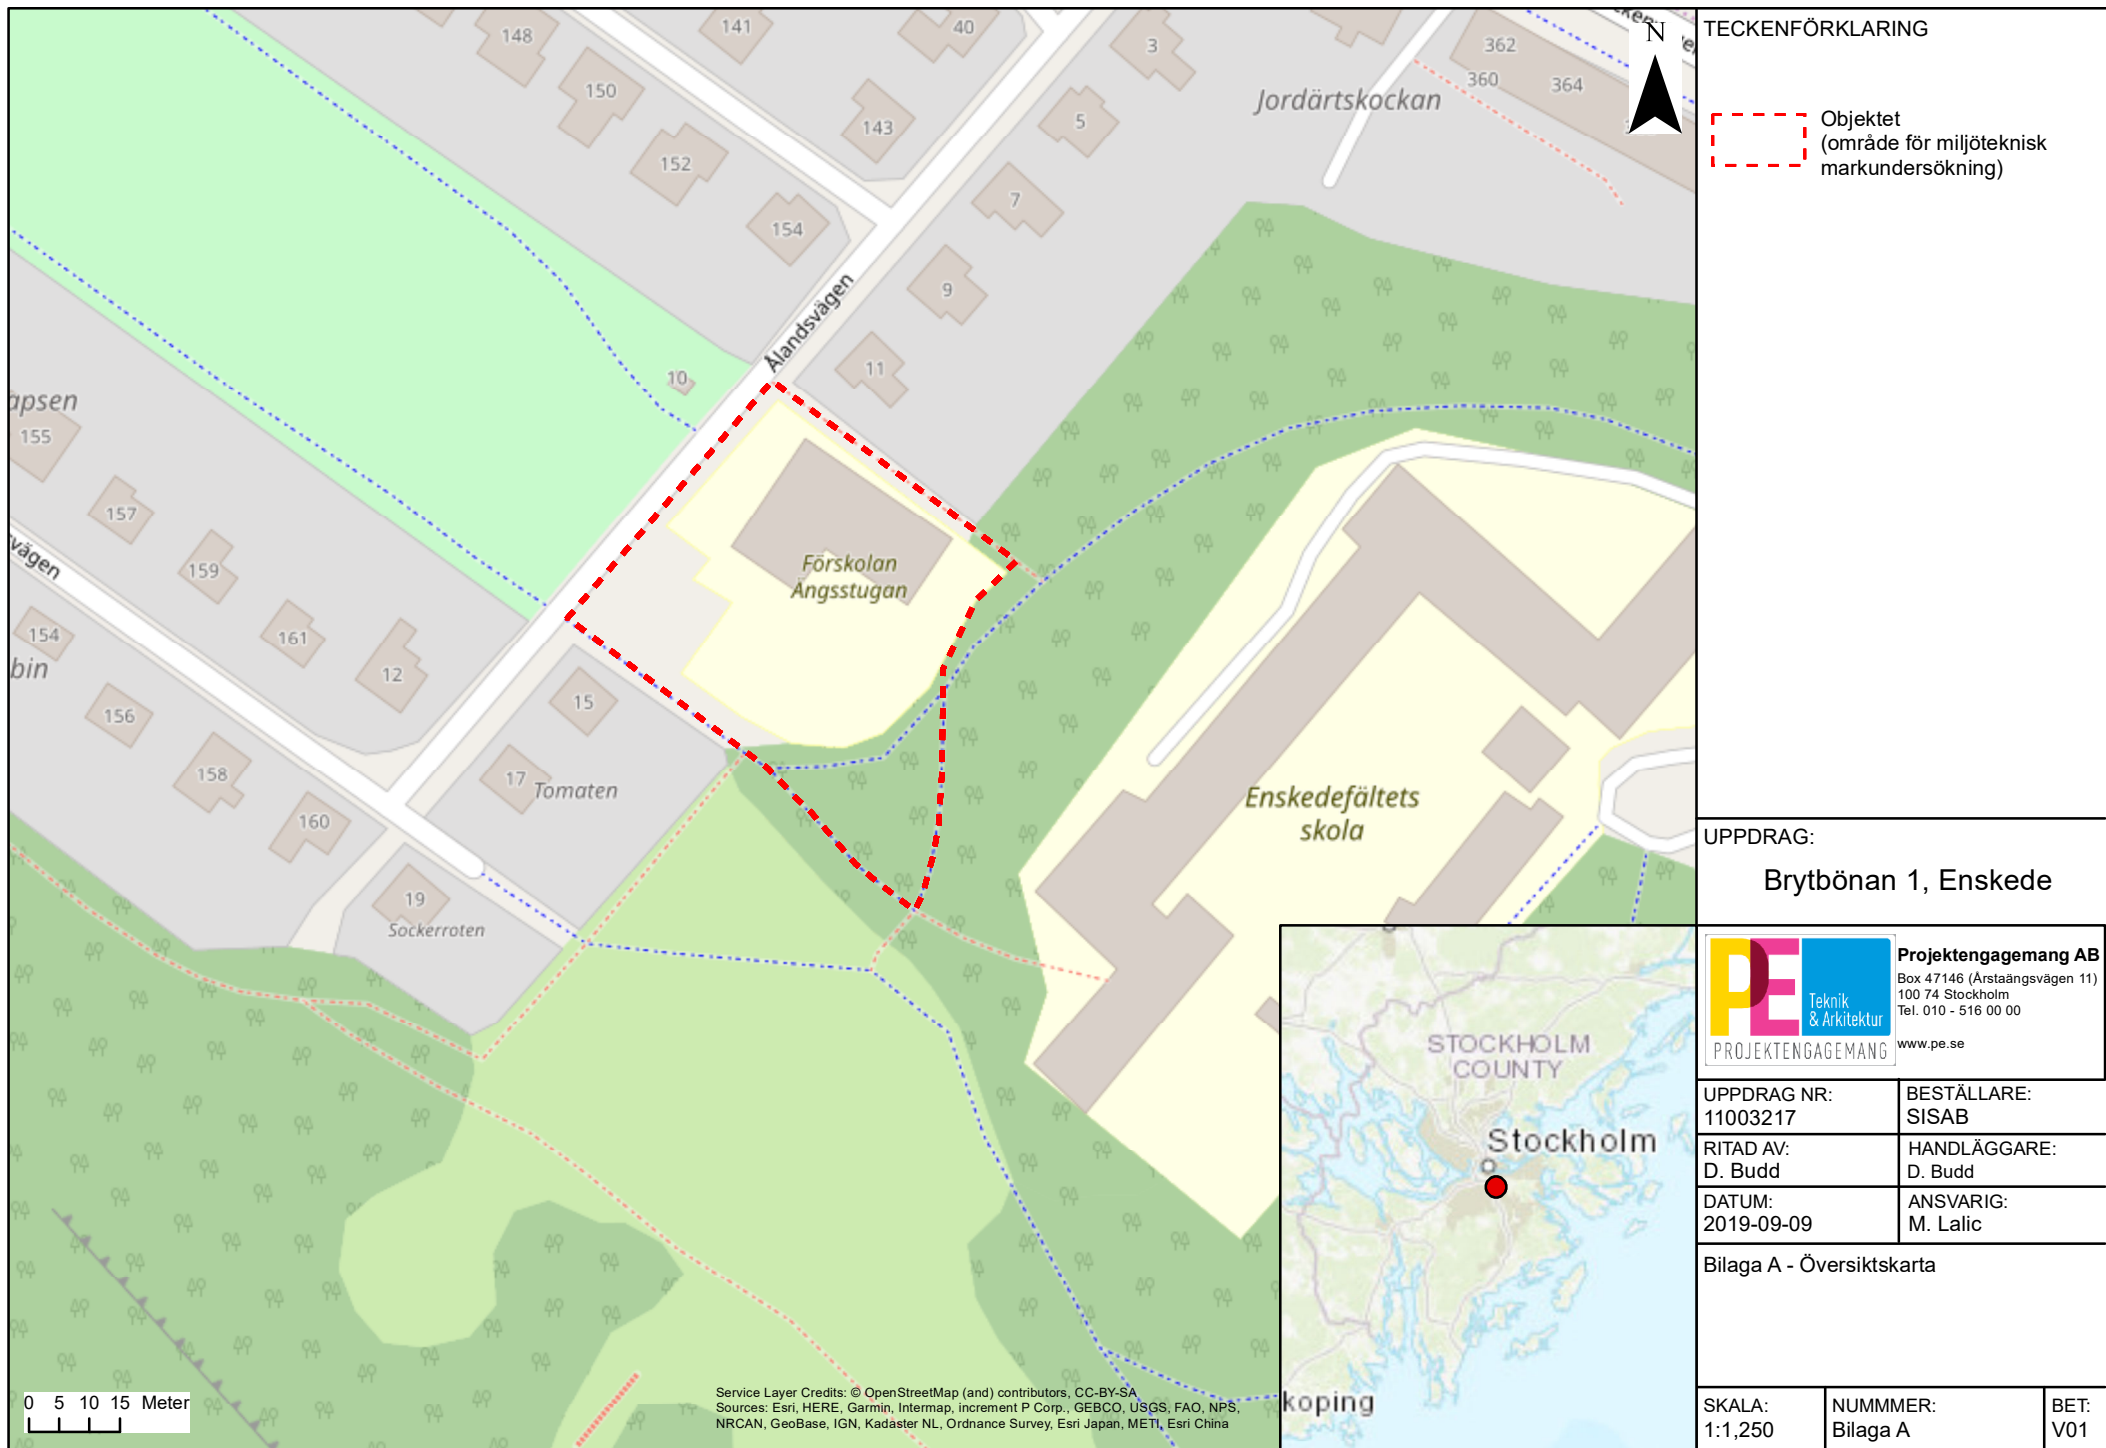 148
141
40
3
362
360
364
Jordärtskockan
N
150
152
143
154
5
7
9
11
10
Ålandsvägen
apsen
155
157
159
161
12
vägen
154
bin
156
158
160
15
17
Tomaten
19
Sockerroten
Förskolan
Ängsstugan
Enskedefältets
skola
0 5 10 15 Meter
Service Layer Credits: © OpenStreetMap (and) contributors, CC-BY-SA
Sources: Esri, HERE, Garmin, Intermap, increment P Corp., GEBCO, USGS, FAO, NPS,
NRCAN, GeoBase, IGN, Kadaster NL, Ordnance Survey, Esri Japan, METI, Esri China
STOCKHOLM
COUNTY
Stockholm
koping
TECKENFÖRKLARING
Objektet
(område för miljöteknisk
markundersökning)
UPPDRAG:
Brytbönan 1, Enskede
PE
Teknik
& Arkitektur
PROJEKTENGAGEMANG
Projektengagemang AB
Box 47146 (Årstaängsvägen 11)
100 74 Stockholm
Tel. 010 - 516 00 00
www.pe.se
UPPDRAG NR:
11003217
BESTÄLLARE:
SISAB
RITAD AV:
D. Budd
HANDLÄGGARE:
D. Budd
DATUM:
2019-09-09
ANSVARIG:
M. Lalic
Bilaga A - Översiktskarta
SKALA:
1:1,250
NUMMMER:
Bilaga A
BET:
V01